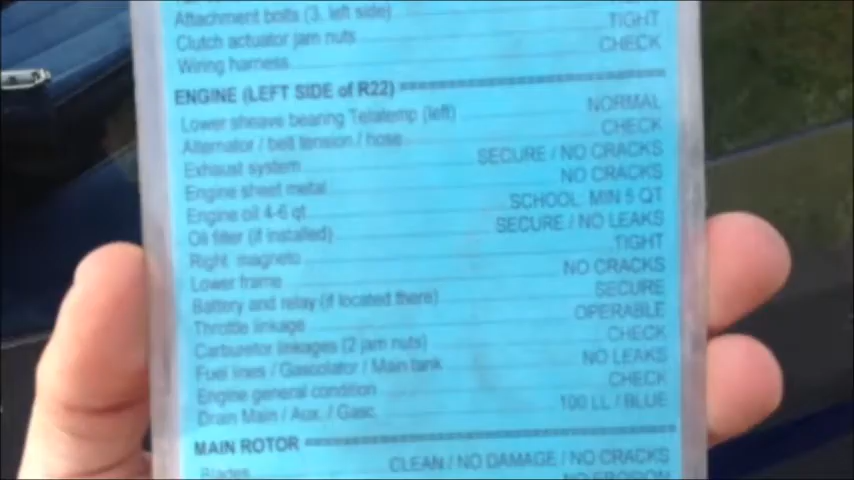 Attachment bolts (3, left side) TIGHT
Clutch actuator jam nuts CHECK
Wiring harness
ENGINE (LEFT SIDE of R22)
Lower sheave bearing Telatemp (left) NORMAL
Alternator / belt tension / hose CHECK
Exhaust system SECURE / NO CRACKS
Engine sheet metal NO CRACKS
Engine oil 4-6 qt SCHOOL: MIN 5 QT
Oil filter (if installed) SECURE / NO LEAKS
Right magneto TIGHT
Lower frame NO CRACKS
Battery and relay (if located there) SECURE
Throttle linkage OPERABLE
Carburetor linkages (2 jam nuts) CHECK
Fuel lines / Gascolator / Main tank NO LEAKS
Engine general condition CHECK
Drain Main / Aux. / Gasc. 100 LL / BLUE
MAIN ROTOR
Blades CLEAN / NO DAMAGE / NO CRACKS
NO EROSION